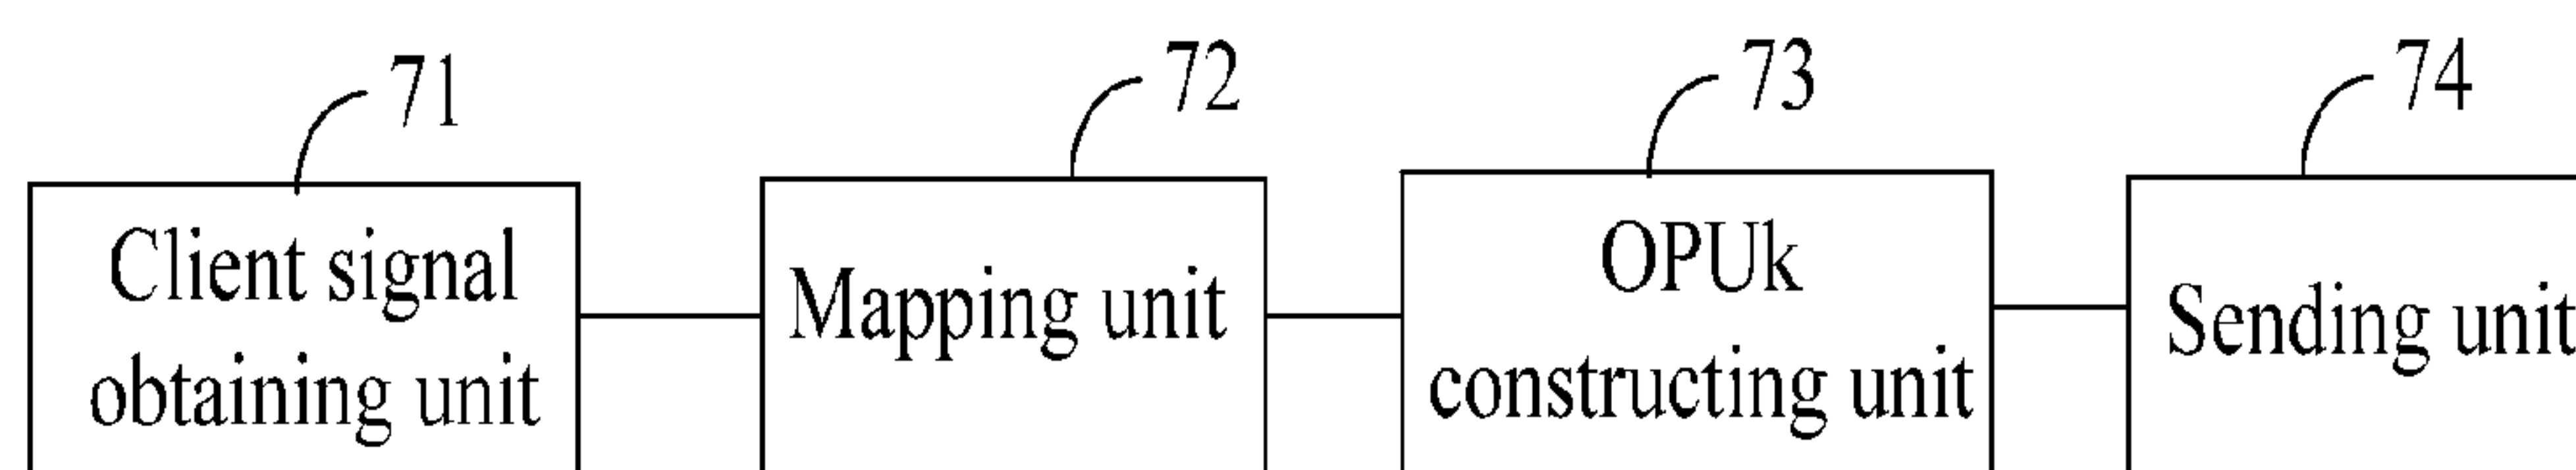 71
72
73
74
Client signal
obtaining unit
Mapping unit
OPUk
constructing unit
Sending unit